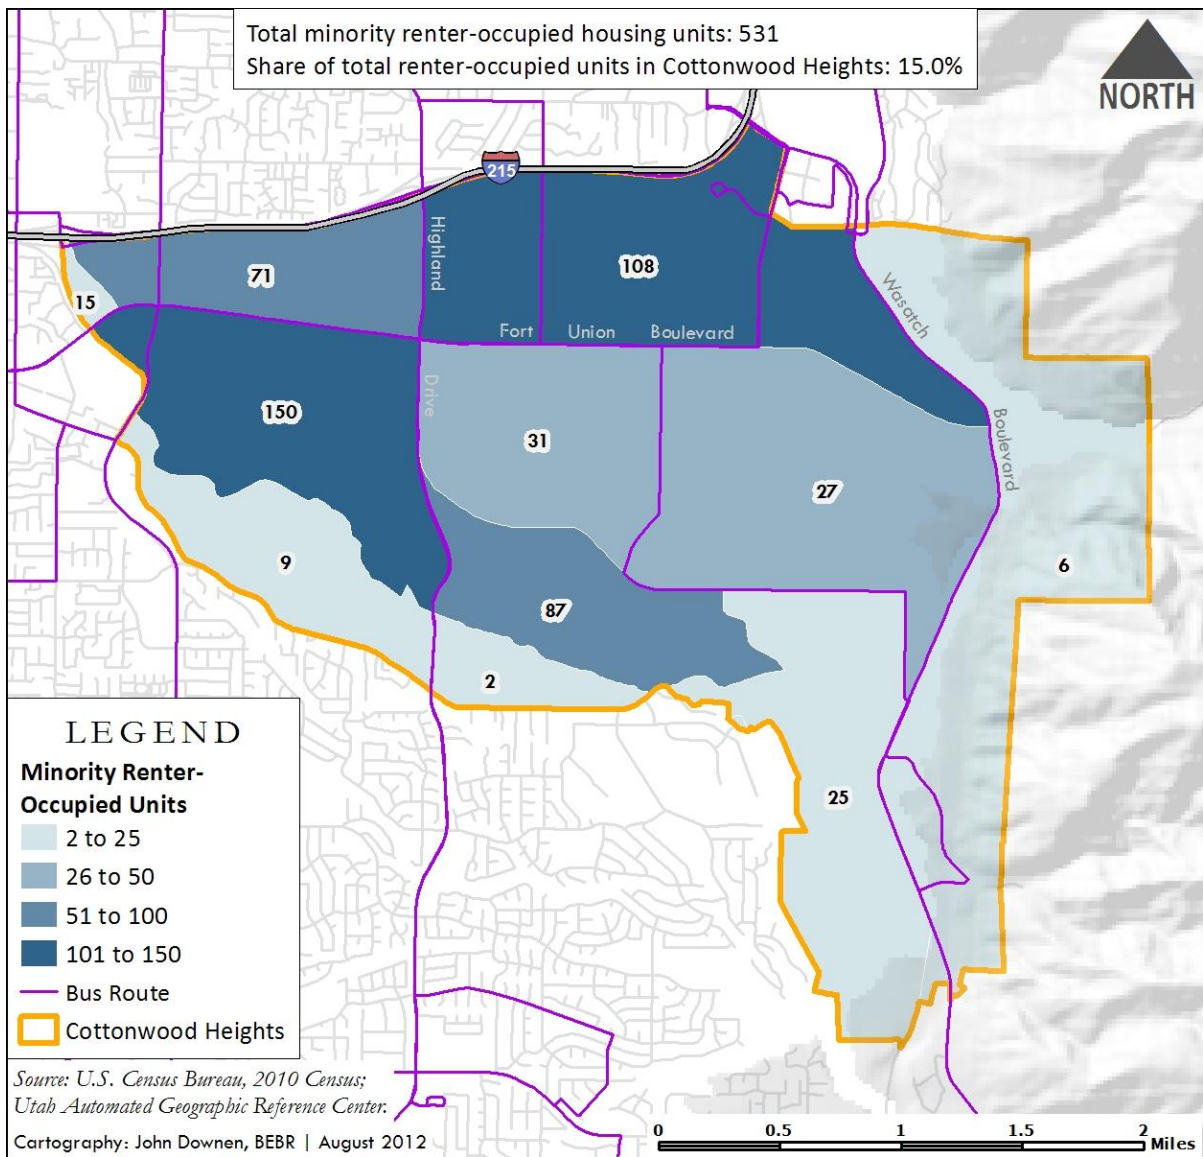 Total minority renter-occupied housing units: 531
Share of total renter-occupied units in Cottonwood Heights: 15.0%
NORTH
215
Highland
Drive
71
108
15
Fort Union Boulevard
Wasatch
Boulevard
150
31
27
9
6
87
2
25
LEGEND
Minority Renter-
Occupied Units
2 to 25
26 to 50
51 to 100
101 to 150
Bus Route
Cottonwood Heights
Source: U.S. Census Bureau, 2010 Census;
Utah Automated Geographic Reference Center.
Cartography: John Downen, BEBR | August 2012
0 0.5 1 1.5 2
Miles